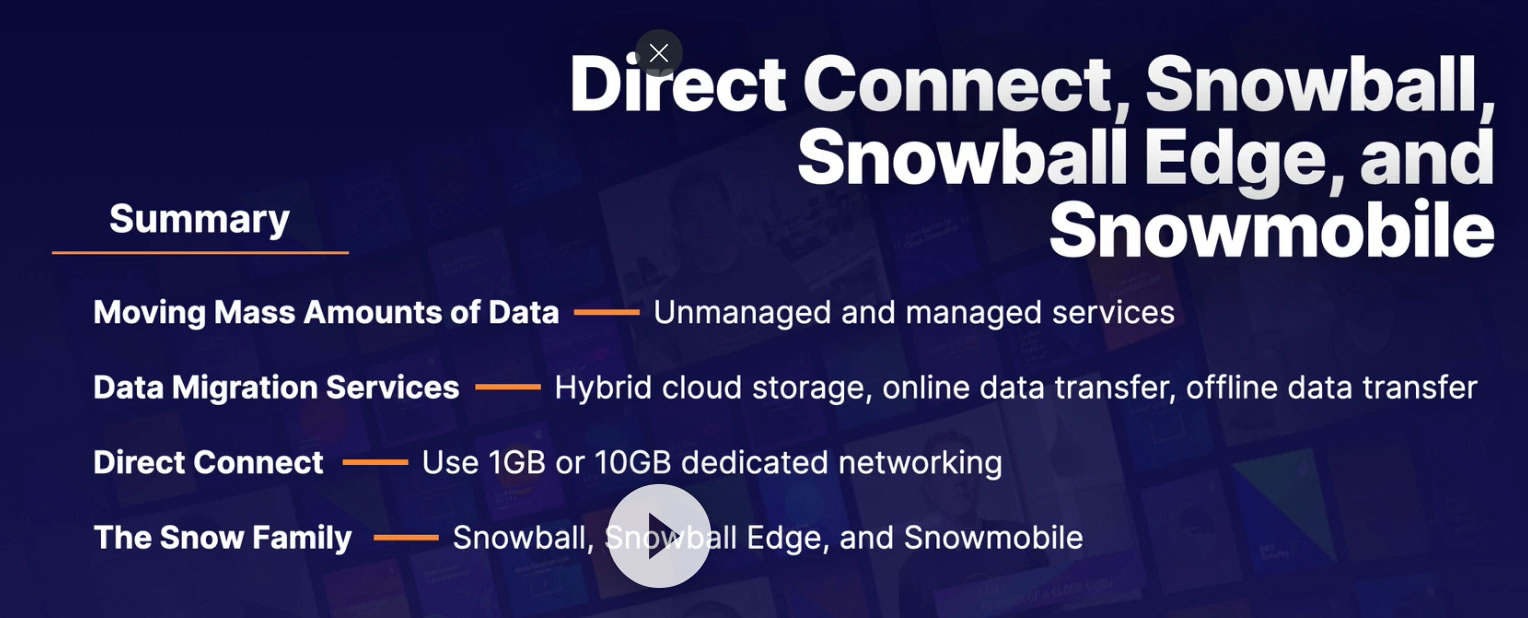 Direct Connect, Snowball,
Snowball Edge, and
Snowmobile
Summary
Moving Mass Amounts of Data — Unmanaged and managed services
Data Migration Services — Hybrid cloud storage, online data transfer, offline data transfer
Direct Connect — Use 1GB or 10GB dedicated networking
The Snow Family — Snowball, Snowball Edge, and Snowmobile